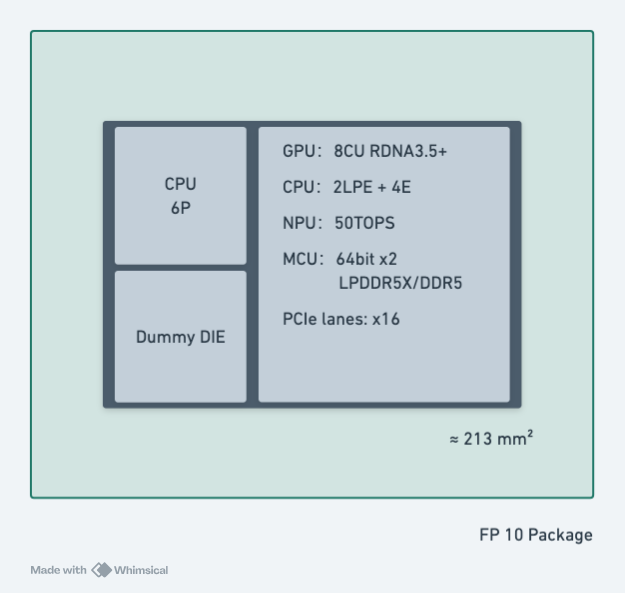 CPU
6P
Dummy DIE
GPU: 8CU RDNA3.5+
CPU: 2LPE + 4E
NPU: 50TOPS
MCU: 64bit x2
LPDDR5X/DDR5
PCIe lanes: x16
≈ 213 mm²
FP 10 Package
Made with Whimsical